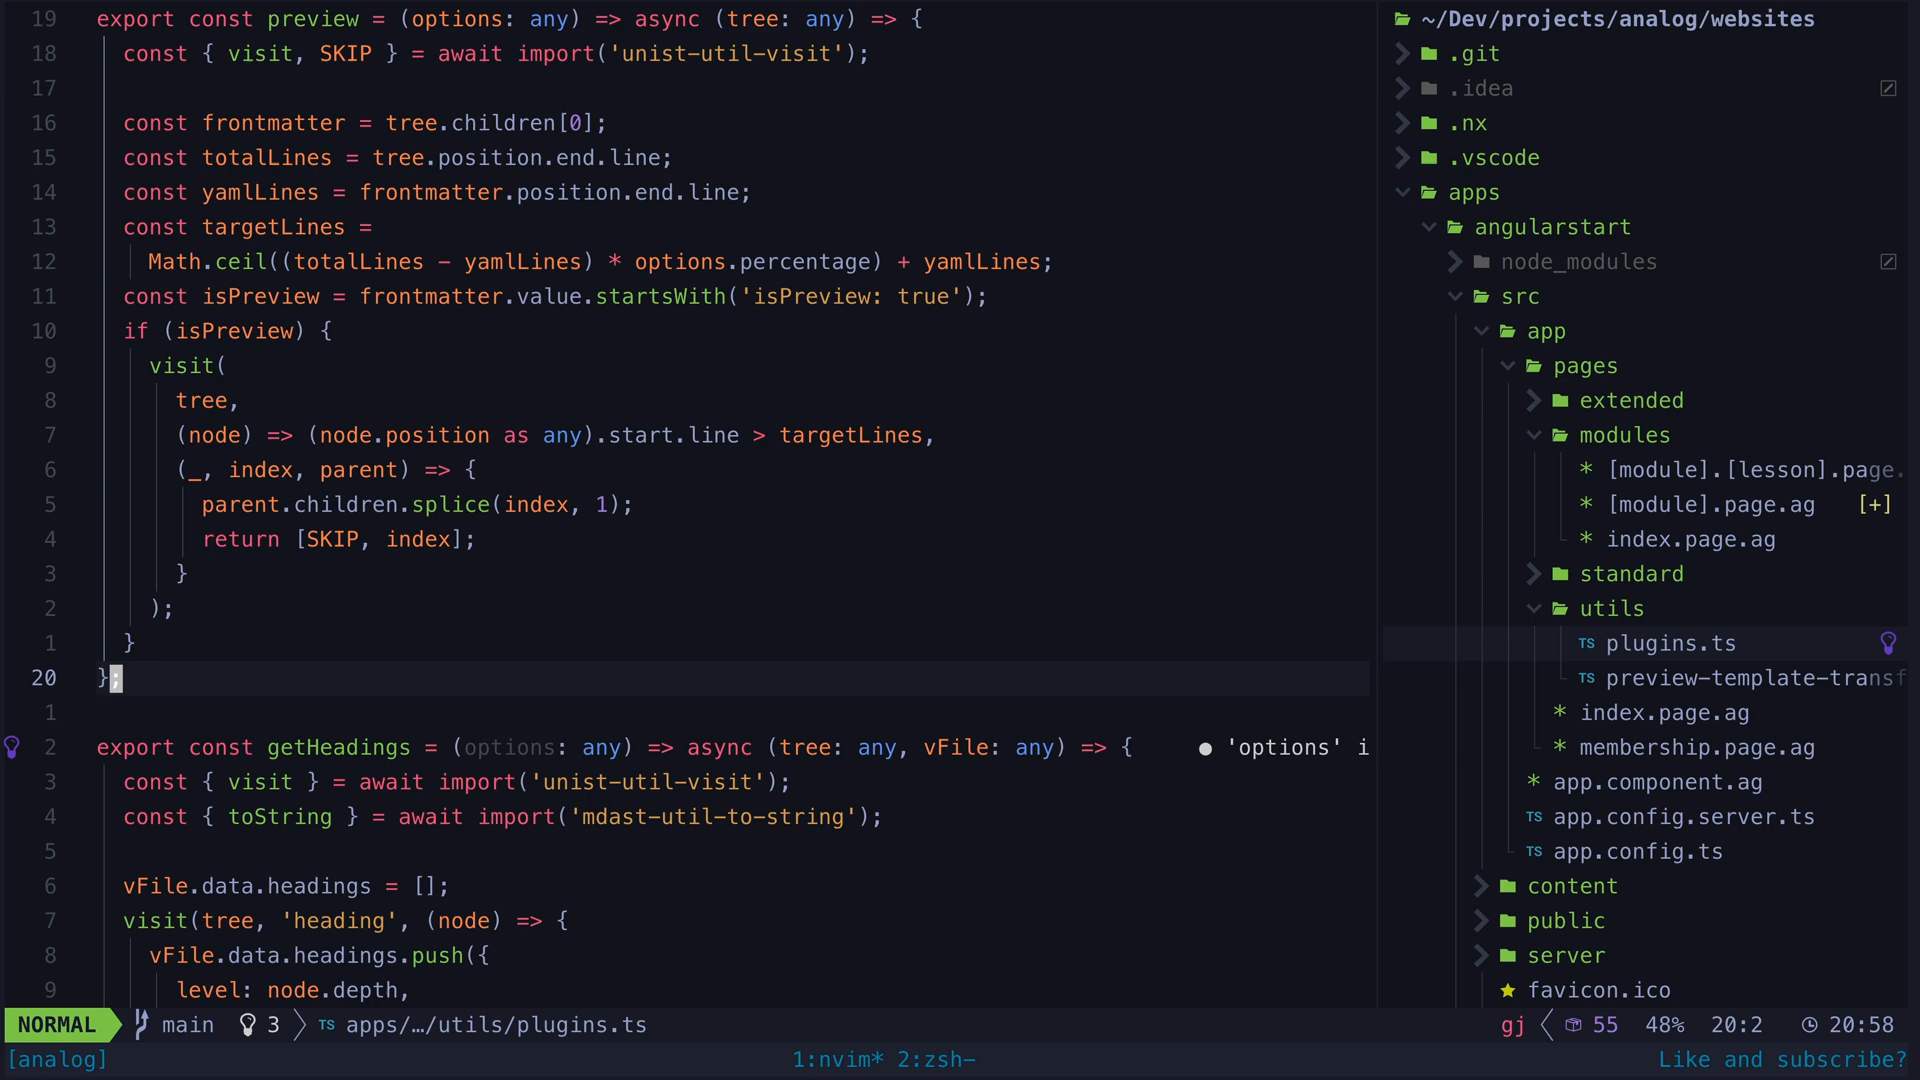 19 export const preview = (options: any) => async (tree: any) => {
18 const { visit, SKIP } = await import('unist-util-visit');
17
16 const frontmatter = tree.children[0];
15 const totalLines = tree.position.end.line;
14 const yamlLines = frontmatter.position.end.line;
13 const targetLines =
12 Math.ceil((totalLines - yamlLines) * options.percentage) + yamlLines;
11 const isPreview = frontmatter.value.startsWith('isPreview: true');
10 if (isPreview) {
9 visit(
8 tree,
7 (node) => (node.position as any).start.line > targetLines,
6 (_, index, parent) => {
5 parent.children.splice(index, 1);
4 return [SKIP, index];
3 }
2 );
1 }
20 };
1
2 export const getHeadings = (options: any) => async (tree: any, vFile: any) => { ● 'options' i
3 const { visit } = await import('unist-util-visit');
4 const { toString } = await import('mdast-util-to-string');
5
6 vFile.data.headings = [];
7 visit(tree, 'heading', (node) => {
8 vFile.data.headings.push({
9 level: node.depth,
~/Dev/projects/analog/websites
.git
.idea
.nx
.vscode
apps
angularstart
node_modules
src
app
pages
extended
modules
* [module].[lesson].page.
* [module].page.ag [+]
* index.page.ag
standard
utils
TS plugins.ts
TS preview-template-transf
* index.page.ag
* membership.page.ag
* app.component.ag
TS app.config.server.ts
TS app.config.ts
content
public
server
★ favicon.ico
NORMAL main 3 TS apps/…/utils/plugins.ts gj 55 48% 20:2 20:58
[analog] 1:nvim* 2:zsh- Like and subscribe?